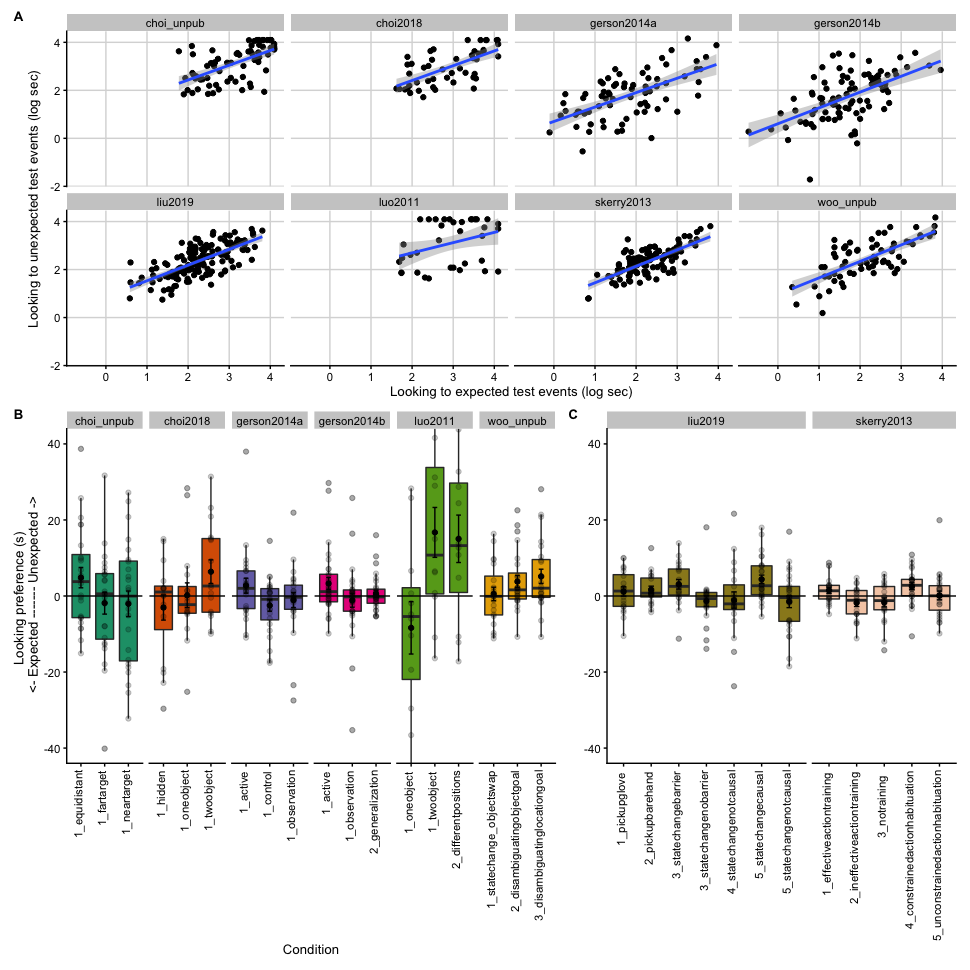 A
choi_unpub choi2018 gerson2014a gerson2014b
4
2
0
-2
liu2019 luo2011 skerry2013 woo_unpub
4
2
0
-2
0 1 2 3 4 0 1 2 3 4 0 1 2 3 4 0 1 2 3 4
Looking to unexpected test events (log sec)
Looking to expected test events (log sec)
B
choi_unpub choi2018 gerson2014a gerson2014b luo2011 woo_unpub
40
20
0
-20
-40
Looking preference (s)
<- Expected ------ Unexpected ->
1_equidistant
1_fartarget
1_neartarget
1_hidden
1_oneobject
1_twoobject
1_active
1_control
1_observation
1_active
1_observation
2_generalization
1_oneobject
1_twoobject
2_differentpositions
1_statechange_objectswap
2_disambiguatingobjectgoal
3_disambiguatinglocationgoal
Condition
C
liu2019 skerry2013
40
20
0
-20
-40
1_pickupglove
2_pickupbarehand
3_statechangebarrier
3_statechangenobarrier
4_statechangenotcausal
5_statechangecausal
5_statechangenotcausal
1_effectiveactiontraining
2_ineffectiveactiontraining
3_notraining
4_constrainedactionhabituation
5_unconstrainedactionhabituation